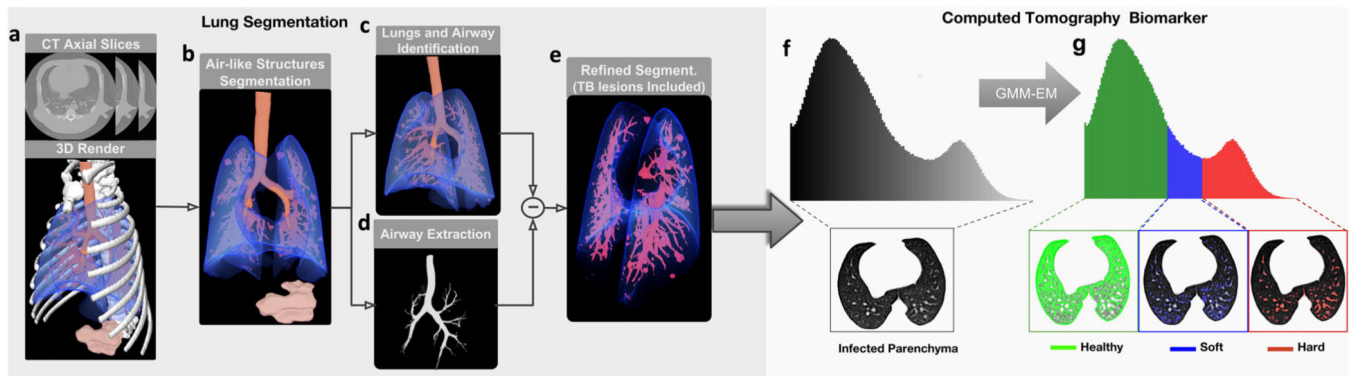 Lung Segmentation
Computed Tomography Biomarker
a
CT Axial Slices
3D Render
b
Air-like Structures
Segmentation
c
Lungs and Airway
Identification
d
Airway Extraction
−
e
Refined Segment.
(TB lesions Included)
f
GMM-EM
g
Infected Parenchyma
Healthy
Soft
Hard